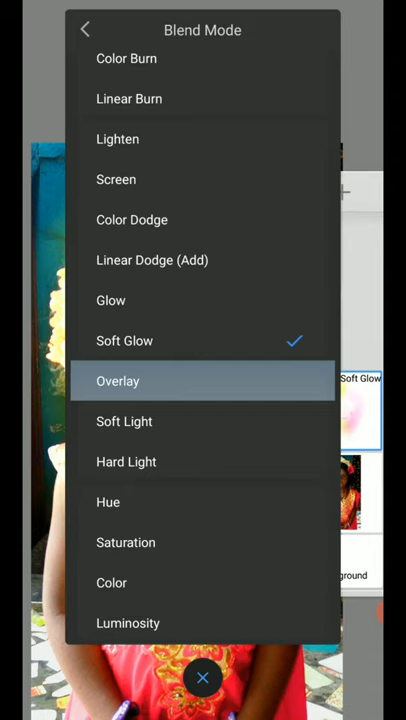 Blend Mode
Color Burn
Linear Burn
Lighten
Screen
Color Dodge
Linear Dodge (Add)
Glow
Soft Glow
Overlay
Soft Glow
Soft Light
Hard Light
Hue
Saturation
ground
Color
Luminosity